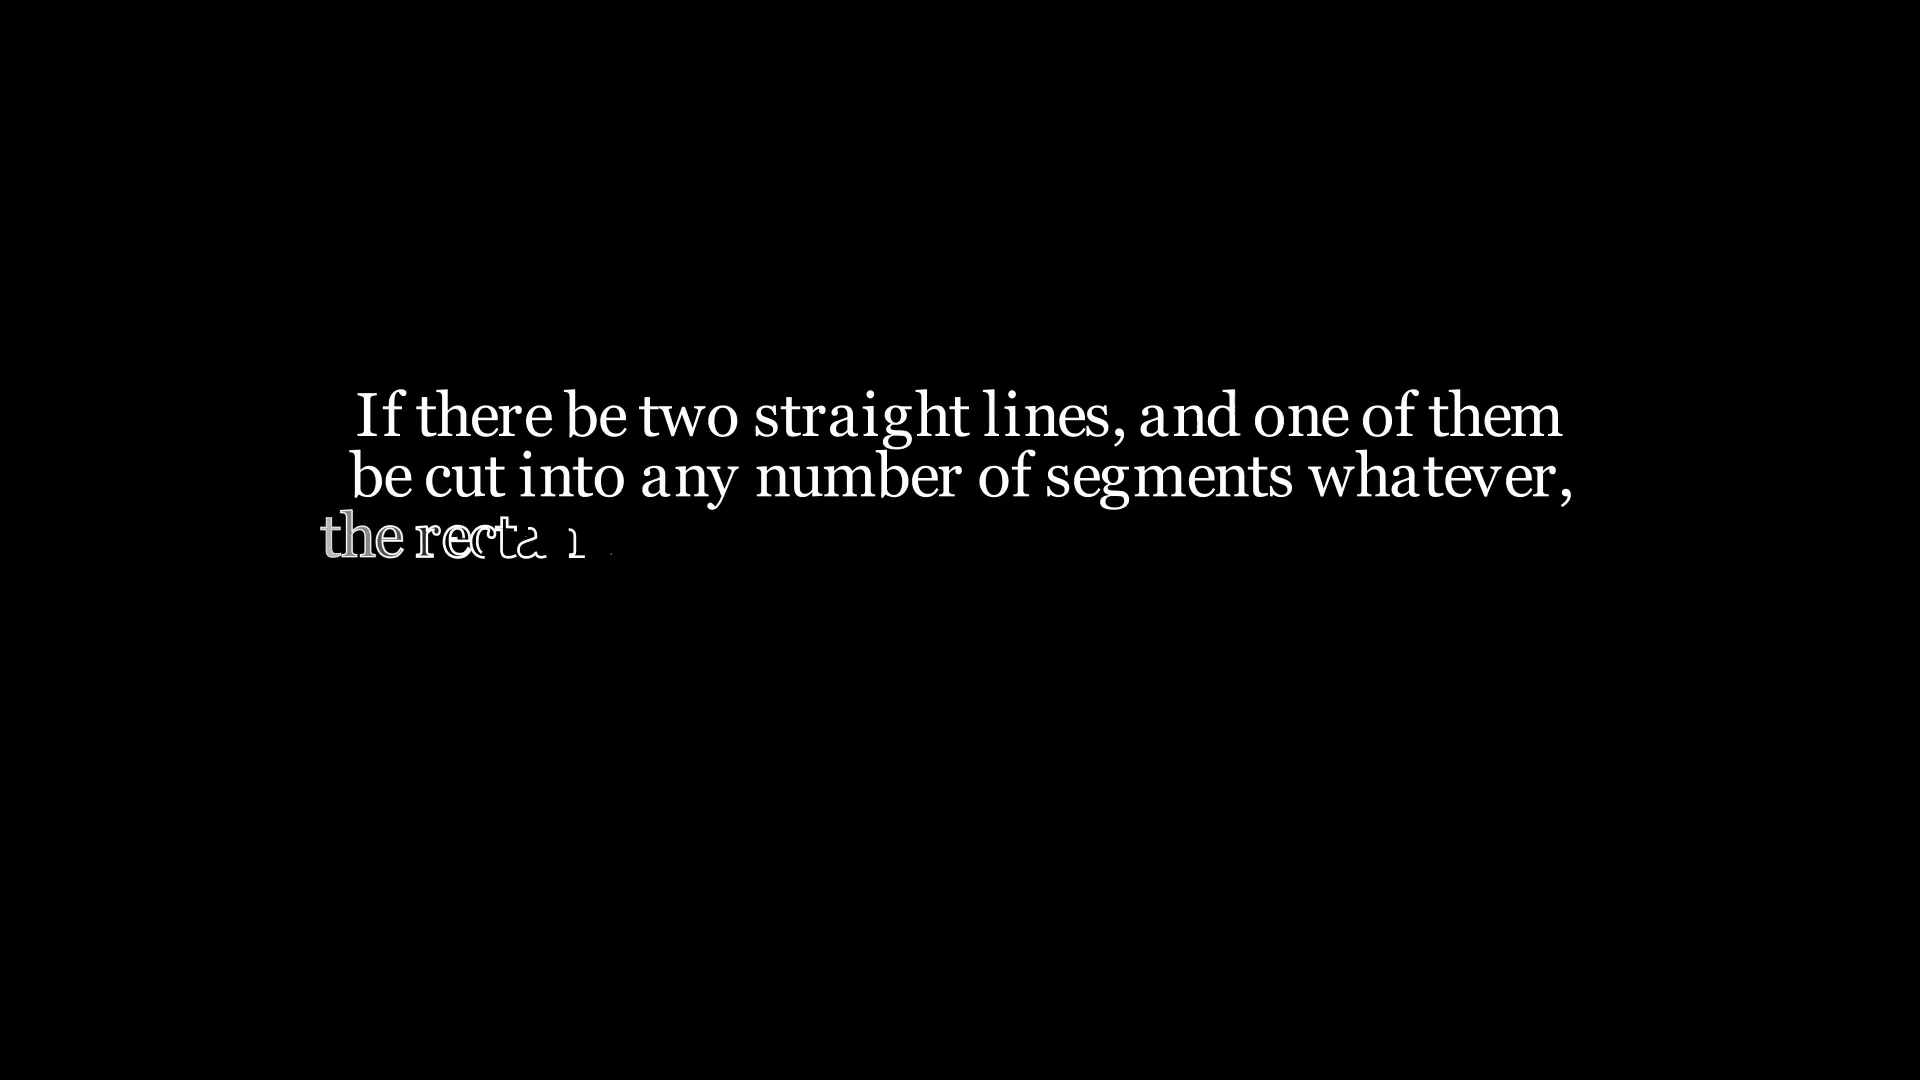 If there be two straight lines, and one of them
be cut into any number of segments whatever,
the